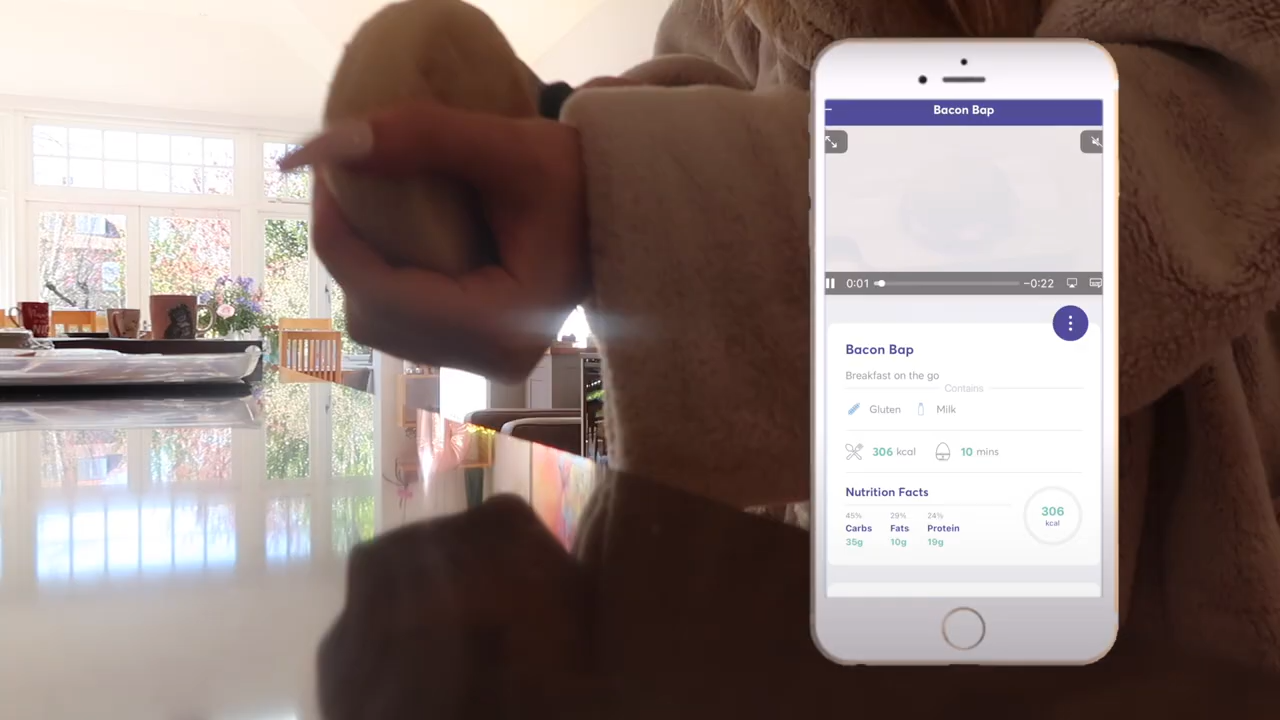 Bacon Bap
0:01
−0:22
Bacon Bap
Breakfast on the go
Contains
Gluten Milk
306 kcal 10 mins
Nutrition Facts
45% 29% 24%
Carbs Fats Protein
35g 10g 19g
306
kcal